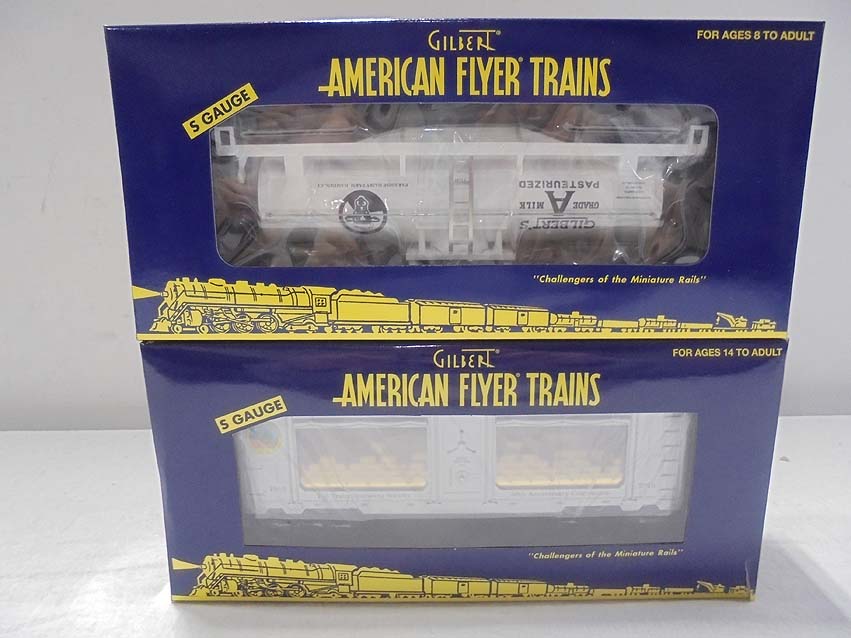 GILBERT®
AMERICAN FLYER® TRAINS
FOR AGES 8 TO ADULT
S GAUGE
GILBERT'S
GRADE A MILK
PASTEURIZED
"Challengers of the Miniature Rails"
GILBERT®
AMERICAN FLYER® TRAINS
FOR AGES 14 TO ADULT
S GAUGE
"Challengers of the Miniature Rails"